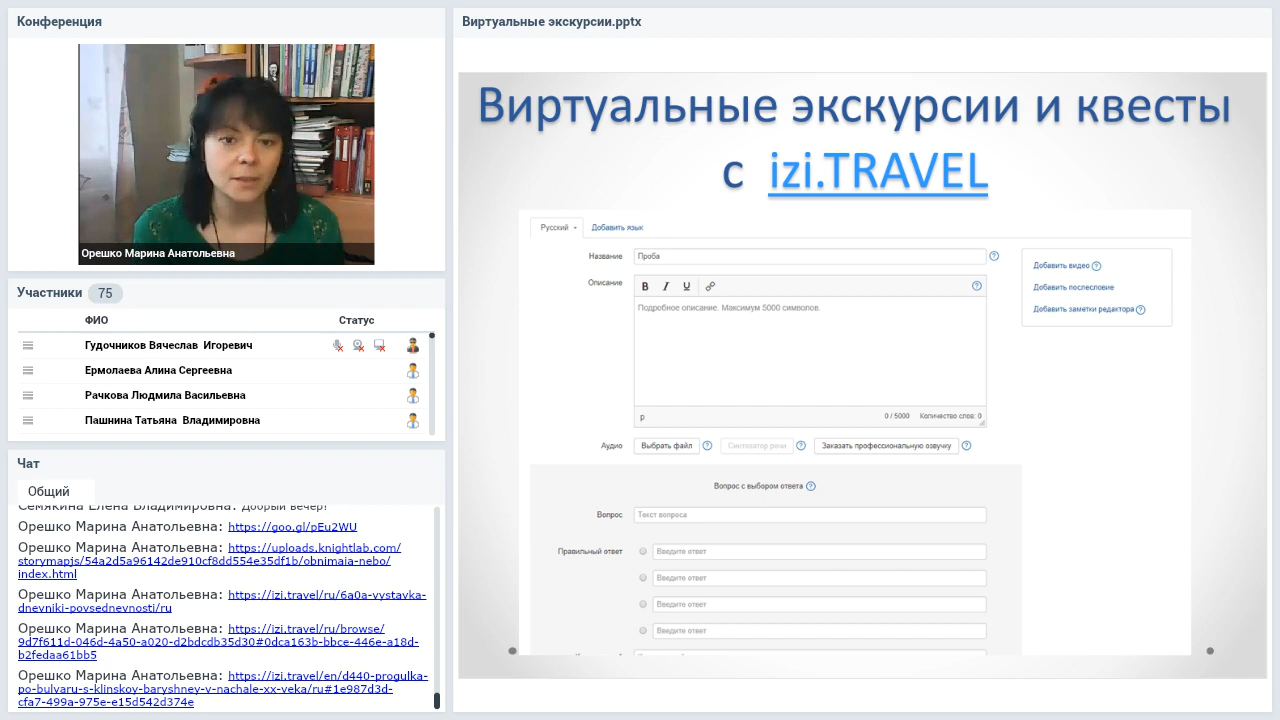 Конференция
Орешко Марина Анатольевна
Участники 75
ФИО Статус
Гудочников Вячеслав Игоревич
Ермолаева Алина Сергеевна
Рачкова Людмила Васильевна
Пашнина Татьяна Владимировна
Чат
Общий
Семякина Елена Владимировна: Добрый вечер!
Орешко Марина Анатольевна: https://goo.gl/pEu2WU
Орешко Марина Анатольевна: https://uploads.knightlab.com/
storymapjs/54a2d5a96142de910cf8dd554e35df1b/obnimaia-nebo/
index.html
Орешко Марина Анатольевна: https://izi.travel/ru/6a0a-vystavka-
dnevniki-povsednevnosti/ru
Орешко Марина Анатольевна: https://izi.travel/ru/browse/
9d7f611d-046d-4a50-a020-d2bdcdb35d30#0dca163b-bbce-446e-a18d-
b2fedaa61bb5
Орешко Марина Анатольевна: https://izi.travel/en/d440-progulka-
po-bulvaru-s-klinskoy-baryshney-v-nachale-xx-veka/ru#1e987d3d-
cfa7-499a-975e-e15d542d374e
Виртуальные экскурсии.pptx
Виртуальные экскурсии и квесты
с izi.TRAVEL
Русский Добавить язык
Название Проба
Описание B I U
Подробное описание. Максимум 5000 символов.
p 0 / 5000 Количество слов: 0
Аудио Выбрать файл Синтезатор речи Заказать профессиональную озвучку
Добавить видео
Добавить послесловие
Добавить заметки редактора
Вопрос с выбором ответа
Вопрос Текст вопроса
Правильный ответ Введите ответ
Введите ответ
Введите ответ
Введите ответ